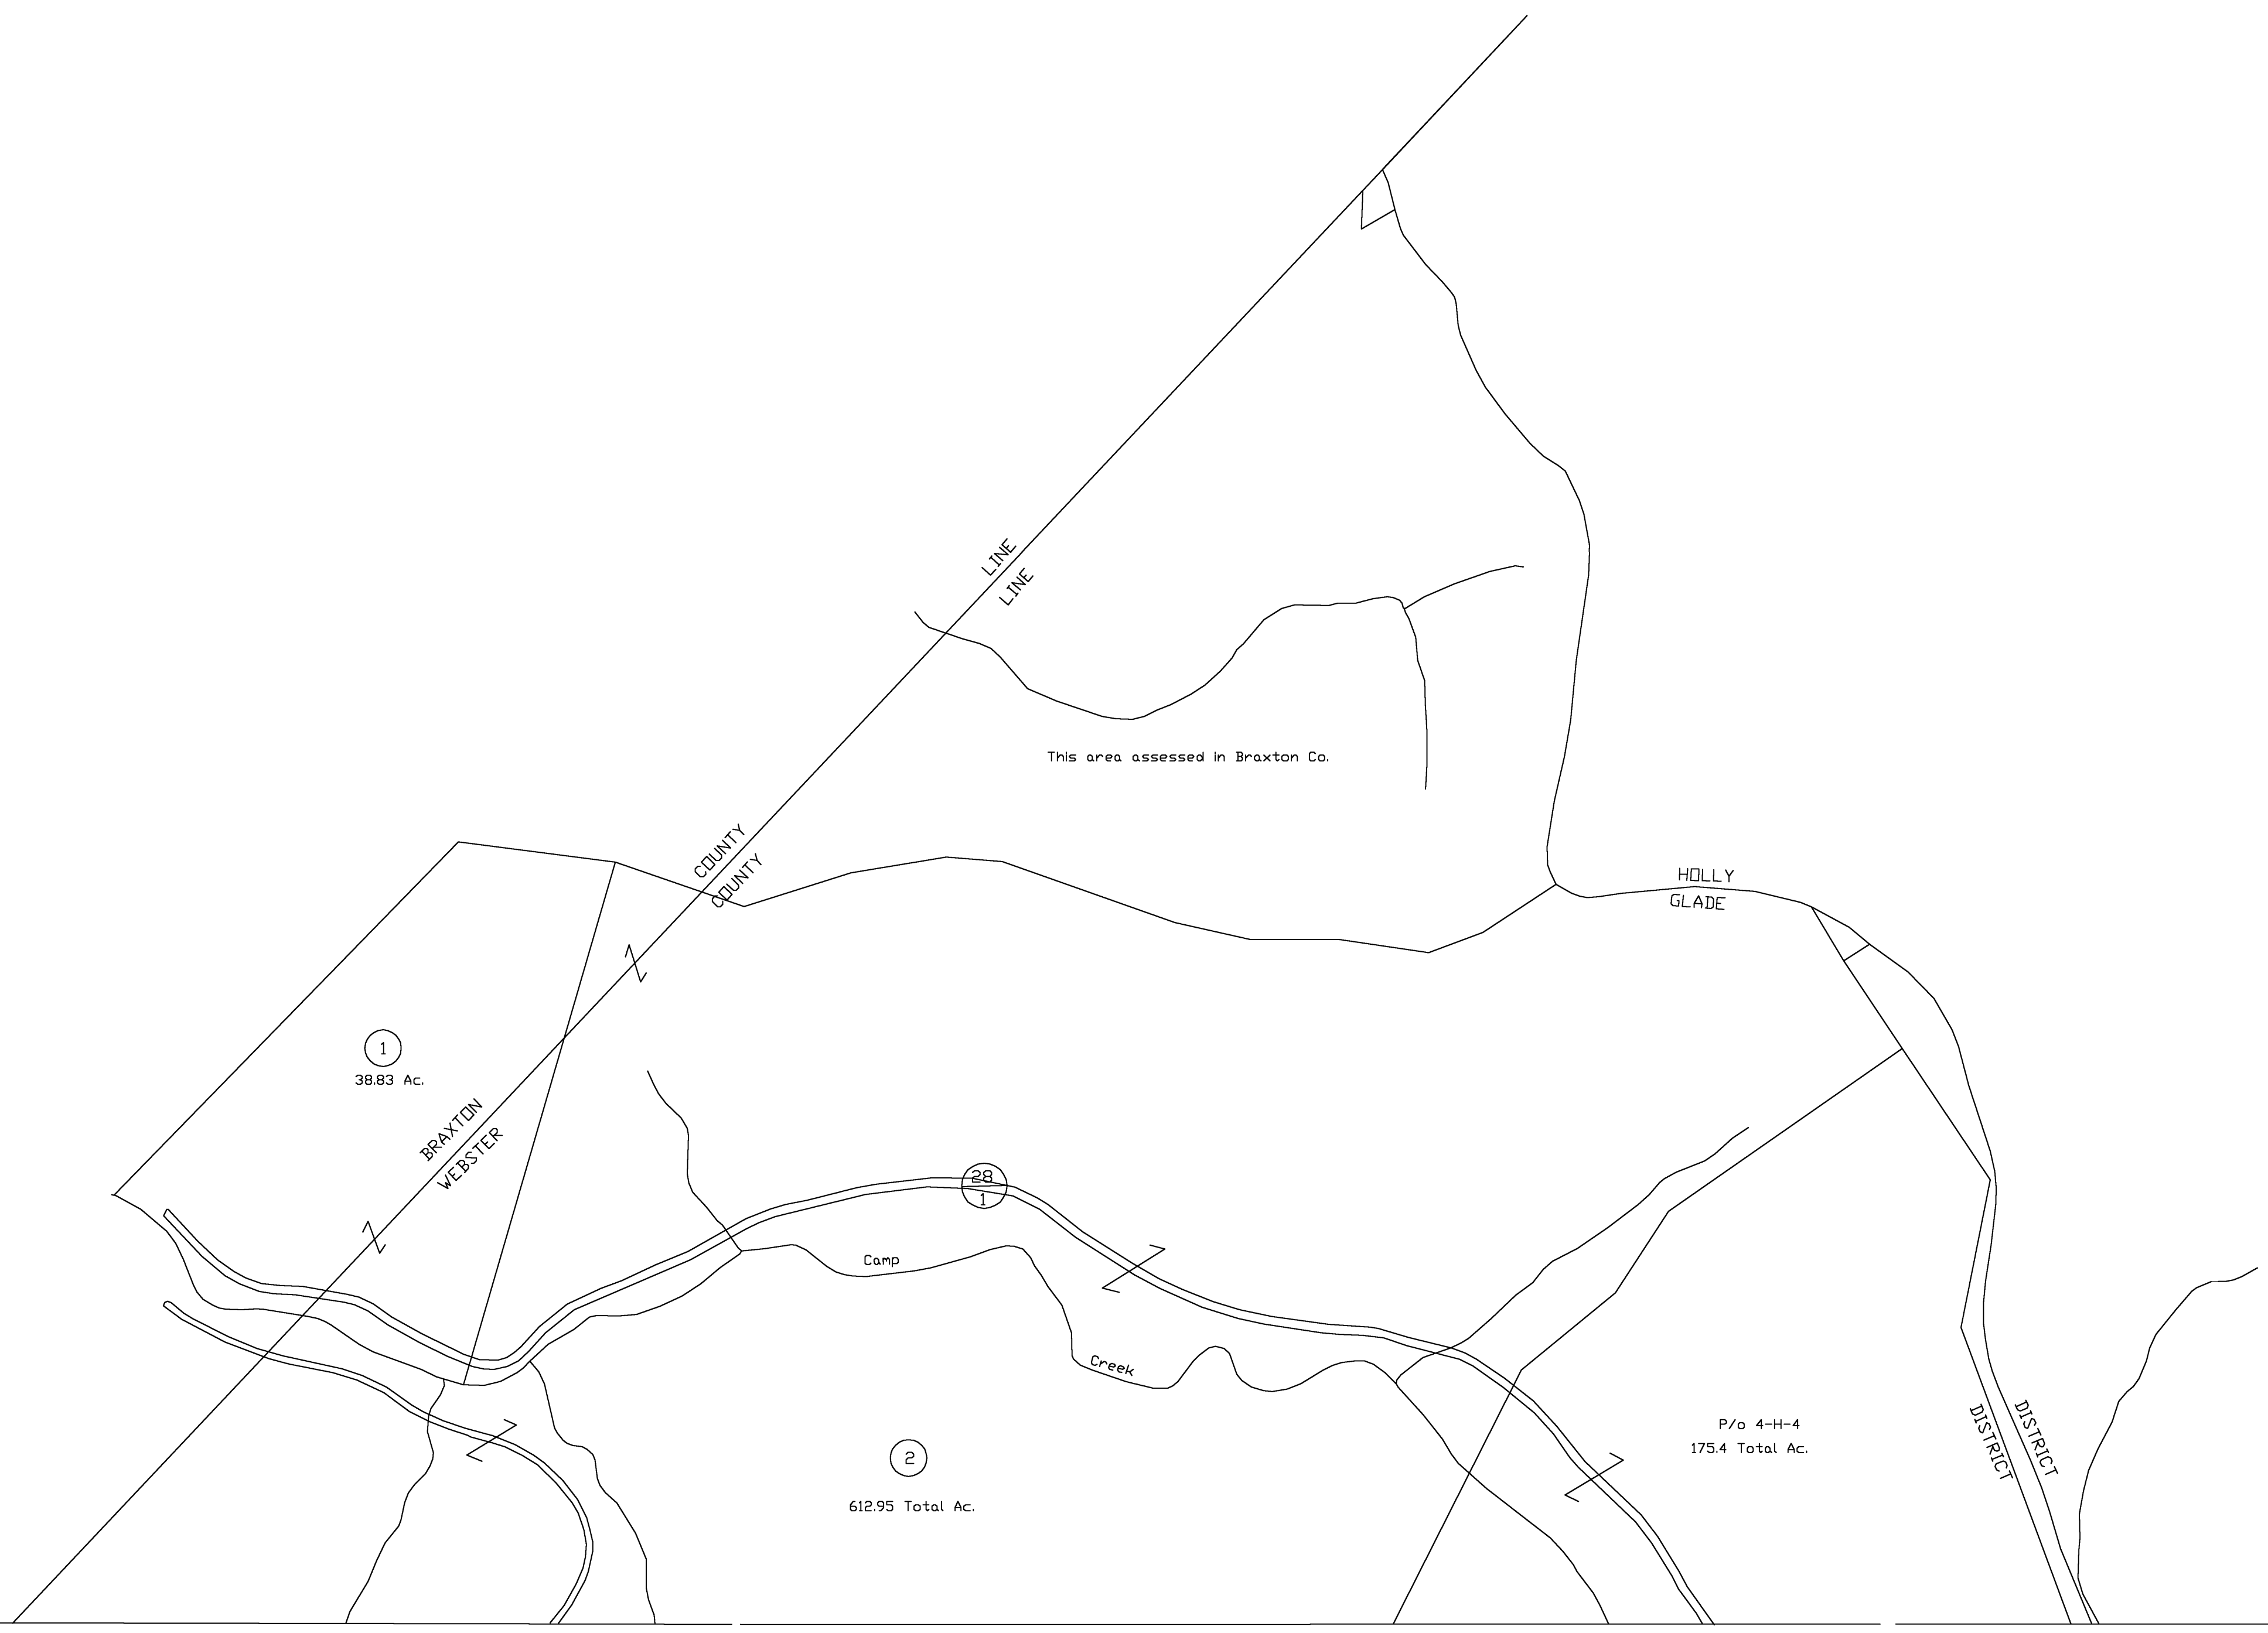 LINE
LINE
This area assessed in Braxton Co.
COUNTY
COUNTY
HOLLY
GLADE
1
38.83 Ac.
BRAXTON
WEBSTER
28
1
Camp
Creek
2
612.95 Total Ac.
P/o 4-H-4
175.4 Total Ac.
DISTRICT
DISTRICT